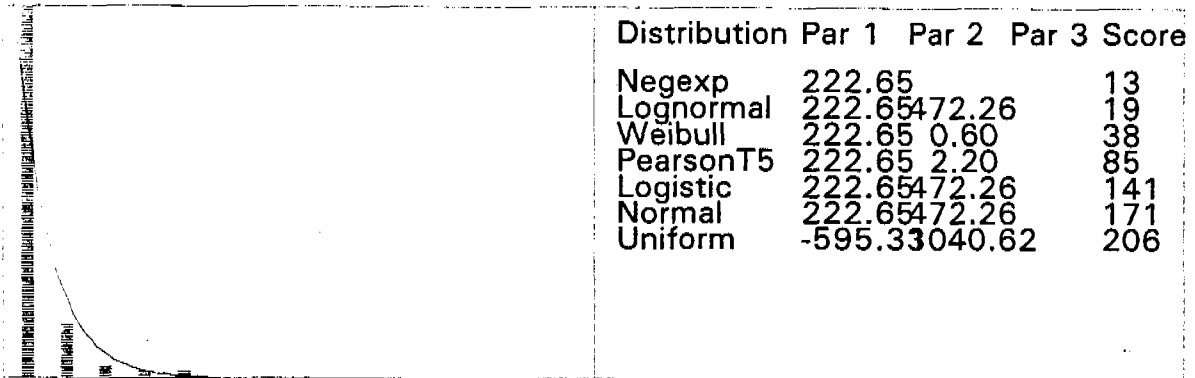 Distribution Par 1 Par 2 Par 3 Score
Negexp 222.65 13
Lognormal 222.65472.26 19
Weibull 222.65 0.60 38
PearsonT5 222.65 2.20 85
Logistic 222.65472.26 141
Normal 222.65472.26 171
Uniform -595.33040.62 206